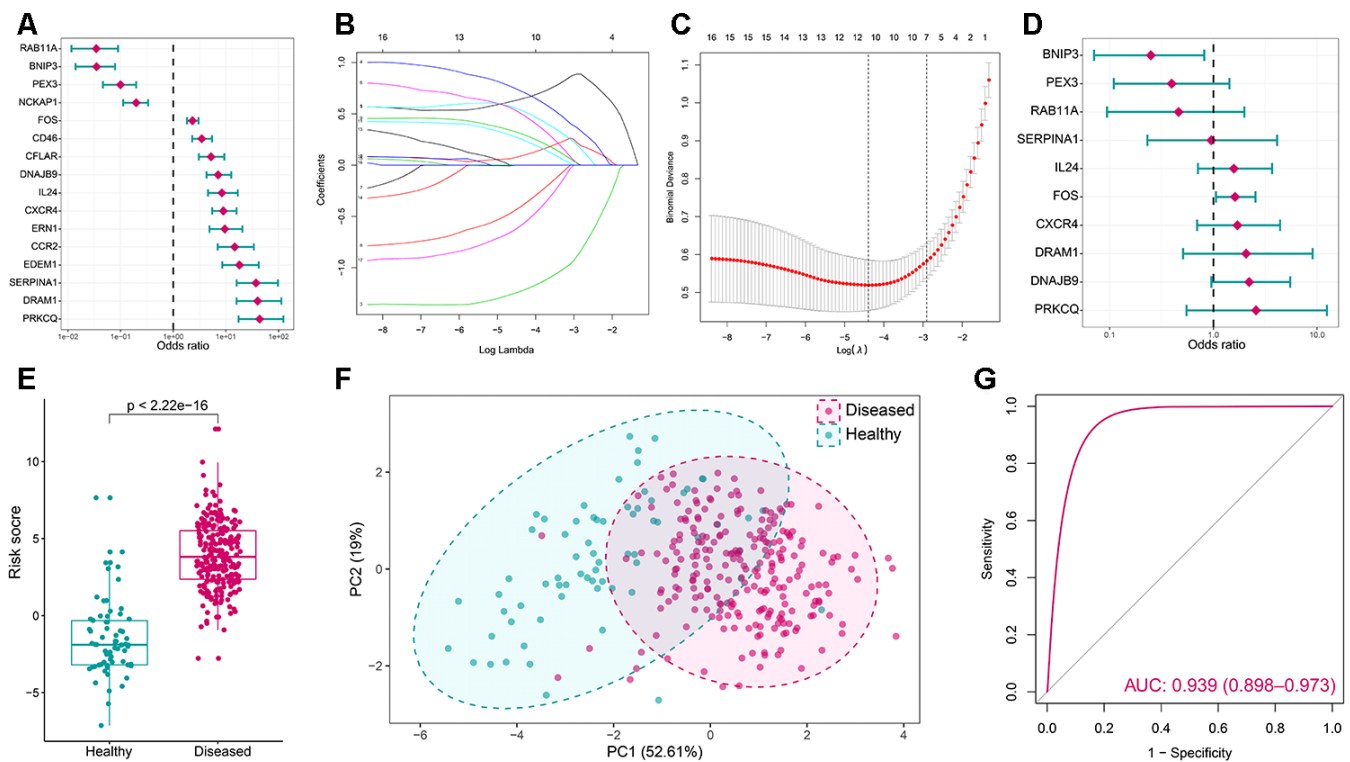 A
RAB11A
BNIP3
PEX3
NCKAP1
FOS
CD46
CFLAR
DNAJB9
IL24
CXCR4
ERN1
CCR2
EDEM1
SERPINA1
DRAM1
PRKCQ
1e-02 1e-01 1e+00 1e+01 1e+02
Odds ratio
B
16 13 10 4
1.0
0.5
0.0
−0.5
−1.0
Coefficients
−8 −7 −6 −5 −4 −3 −2 −1
Log Lambda
C
16 15 15 15 14 13 13 12 10 10 10 7 5 4 2 1
1.1
1.0
0.9
0.8
0.7
0.6
0.5
Binomial Deviance
−8 −7 −6 −5 −4 −3 −2
Log(λ)
D
BNIP3
PEX3
RAB11A
SERPINA1
IL24
FOS
CXCR4
DRAM1
DNAJB9
PRKCQ
0.1 1.0 10.0
Odds ratio
E
p < 2.22e−16
10
5
0
−5
Risk socre
Healthy Diseased
F
Diseased
Healthy
2
0
−2
PC2 (19%)
−6 −4 −2 0 2 4
PC1 (52.61%)
G
1.0
0.8
0.6
0.4
0.2
0.0
Sensitivity
AUC: 0.939 (0.898–0.973)
0.0 0.2 0.4 0.6 0.8 1.0
1 − Specificity